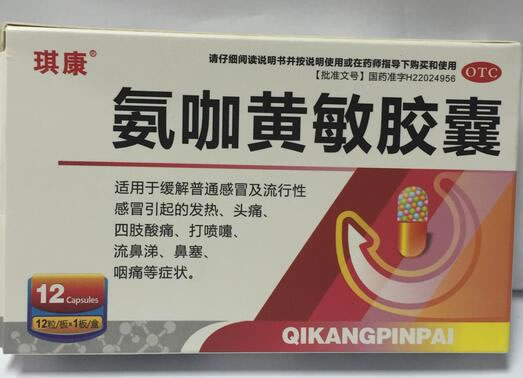 琪康®
请仔细阅读说明书并按说明使用或在药师指导下购买和使用
【批准文号】国药准字H22024956
OTC
氨咖黄敏胶囊
适用于缓解普通感冒及流行性
感冒引起的发热、头痛、
四肢酸痛、打喷嚏、
流鼻涕、鼻塞、
咽痛等症状。
12 Capsules
12粒/板×1板/盒
QIKANGPINPAI